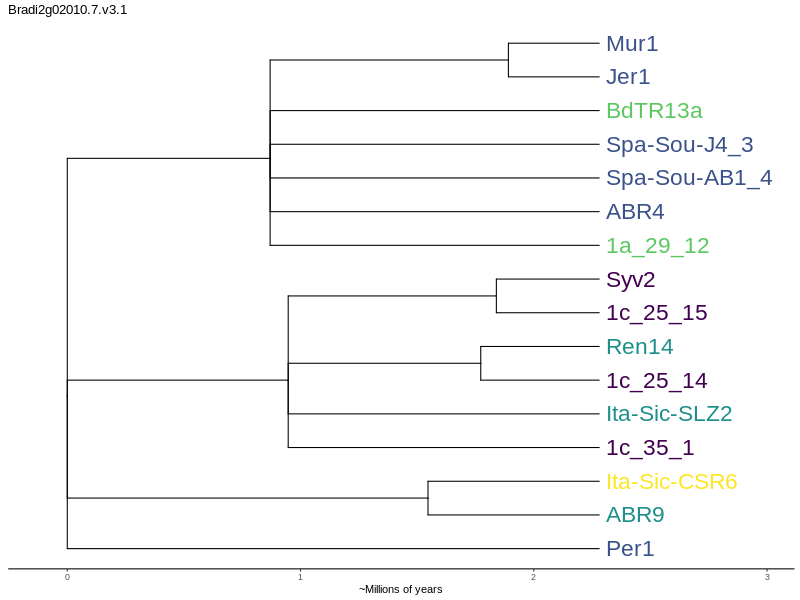 Bradi2g02010.7.v3.1
Mur1
Jer1
BdTR13a
Spa-Sou-J4_3
Spa-Sou-AB1_4
ABR4
1a_29_12
Syv2
1c_25_15
Ren14
1c_25_14
Ita-Sic-SLZ2
1c_35_1
Ita-Sic-CSR6
ABR9
Per1
0 1 2 3
~Millions of years